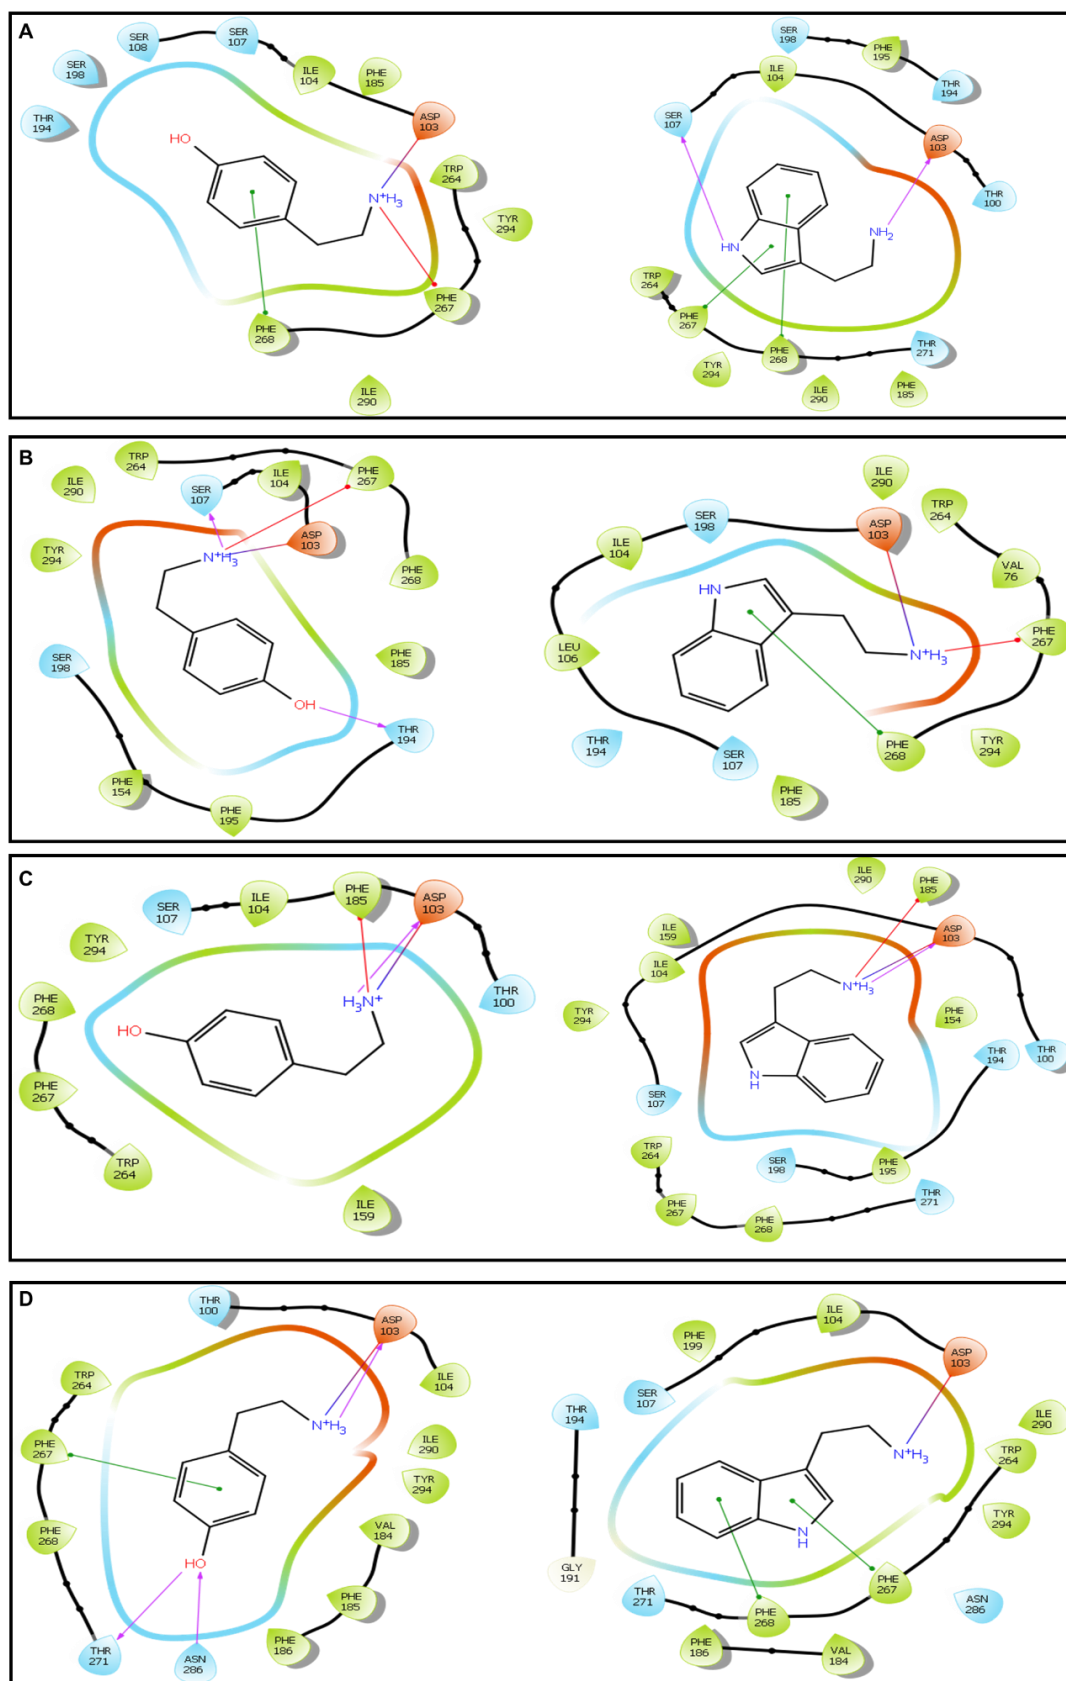 A
SER
108
SER
107
SER
198
ILE
104
PHE
185
THR
194
ASP
103
HO
TRP
264
N⁺H₃
TYR
294
PHE
267
PHE
268
ILE
290
SER
198
PHE
195
ILE
104
THR
194
SER
107
ASP
103
THR
100
HN
NH₂
TRP
264
PHE
267
TYR
294
PHE
268
THR
271
ILE
290
PHE
185
B
TRP
264
ILE
290
SER
107
ILE
104
PHE
267
ASP
103
TYR
294
N⁺H₃
PHE
268
SER
198
PHE
185
OH
THR
194
PHE
154
PHE
195
ILE
290
SER
198
ASP
103
TRP
264
ILE
104
VAL
76
HN
LEU
106
N⁺H₃
PHE
267
THR
194
SER
107
PHE
268
TYR
294
PHE
185
C
SER
107
ILE
104
PHE
185
ASP
103
TYR
294
THR
100
PHE
268
H₃N⁺
HO
PHE
267
TRP
264
ILE
159
ILE
290
PHE
185
ILE
159
ASP
103
ILE
104
N⁺H₃
TYR
294
PHE
154
THR
194
THR
100
N
H
SER
107
TRP
264
SER
198
PHE
195
PHE
267
PHE
268
THR
271
D
THR
100
ASP
103
TRP
264
ILE
104
N⁺H₃
PHE
267
ILE
290
TYR
294
PHE
268
VAL
184
HO
PHE
185
THR
271
ASN
286
PHE
186
ILE
104
PHE
199
ASP
103
SER
107
THR
194
ILE
290
TRP
264
N⁺H₃
TYR
294
N
H
GLY
191
THR
271
PHE
267
ASN
286
PHE
268
PHE
186
VAL
184